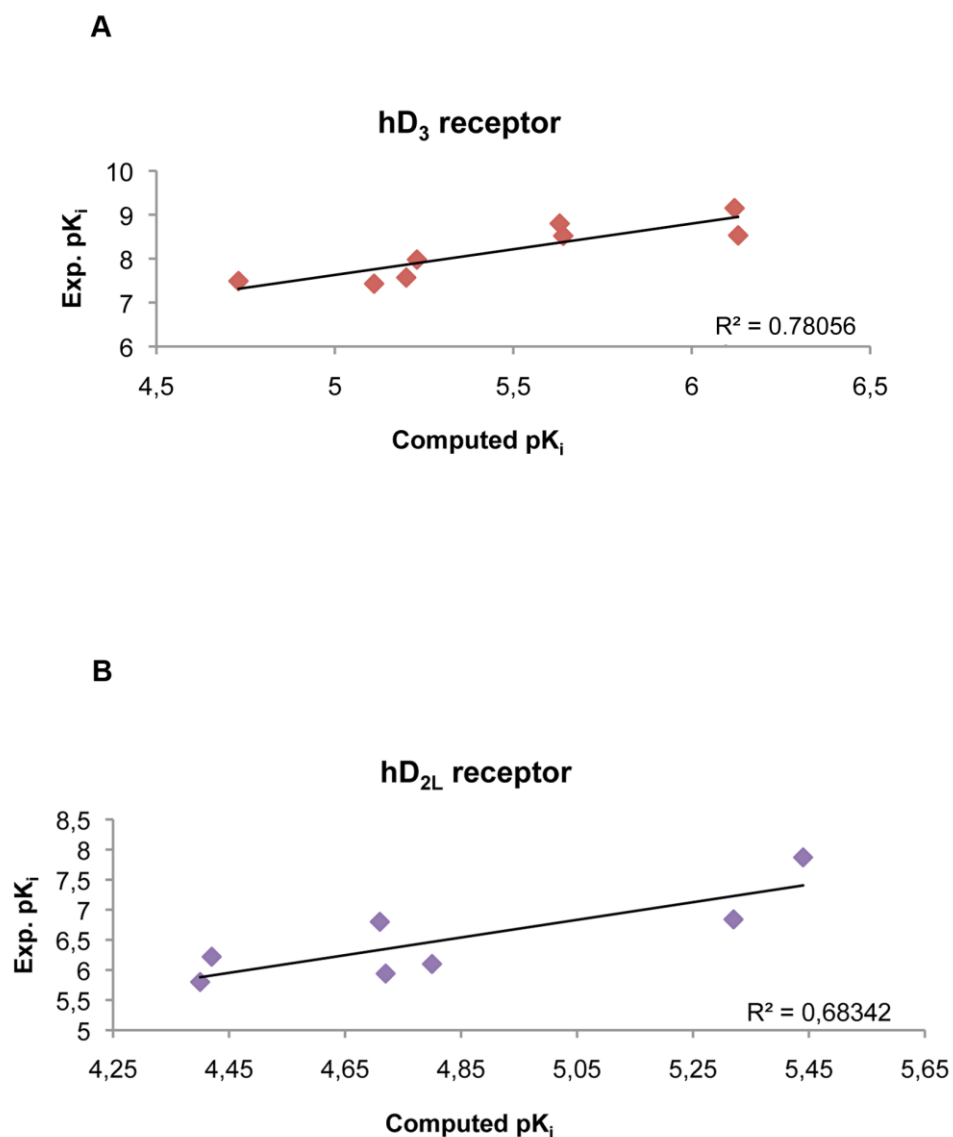 A
hD₃ receptor
10
9
8
7
6
Exp. pKᵢ
R² = 0.78056
4,5 5 5,5 6 6,5
Computed pKᵢ
B
hD₂L receptor
8,5
8
7,5
7
6,5
6
5,5
5
Exp. pKᵢ
R² = 0,68342
4,25 4,45 4,65 4,85 5,05 5,25 5,45 5,65
Computed pKᵢ